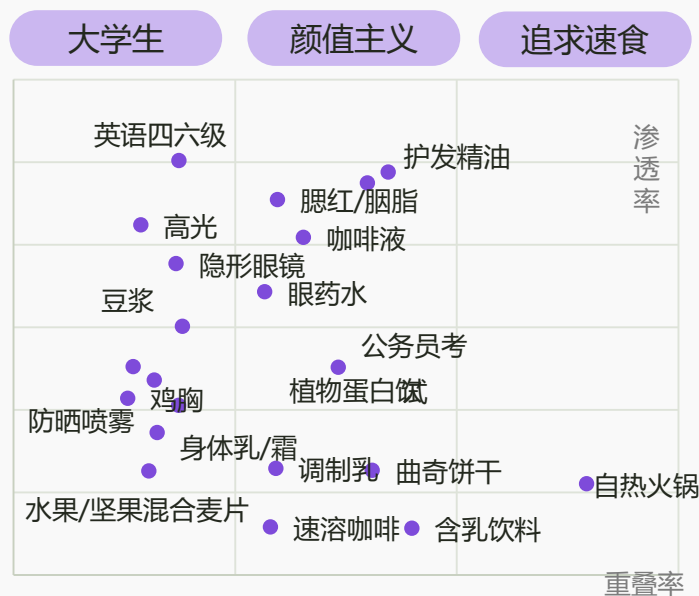 大学生
颜值主义
追求速食
渗透率
英语四六级
护发精油
腮红/胭脂
高光
咖啡液
隐形眼镜
豆浆
眼药水
公务员考试
植物蛋白饮
鸡胸
防晒喷雾
身体乳/霜
调制乳
曲奇饼干
自热火锅
水果/坚果混合麦片
速溶咖啡
含乳饮料
重叠率